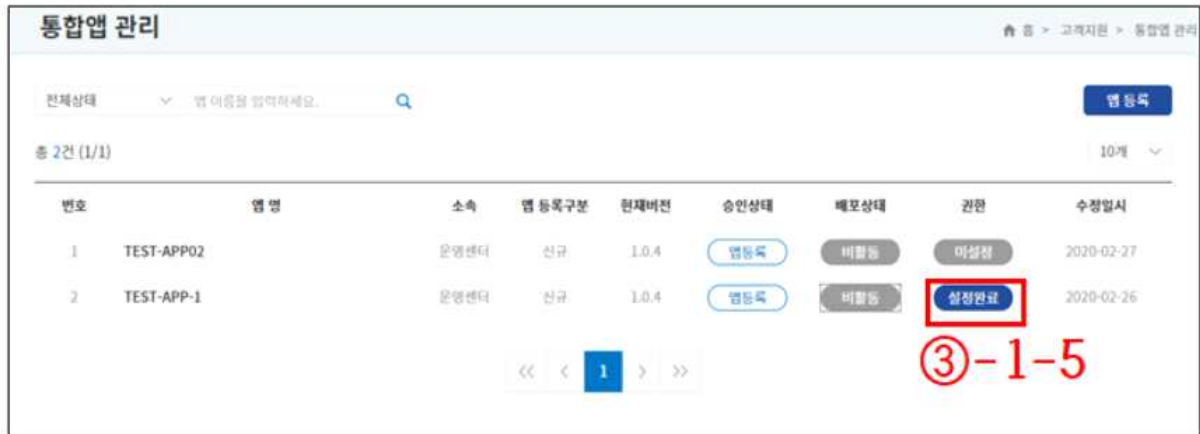 통합앱 관리
홈 > 고객지원 > 통합앱 관리
전체상태 앱 이름을 입력하세요. 앱 등록
총 2건 (1/1) 10개
번호 앱 명 소속 앱 등록구분 현재버전 승인상태 배포상태 권한 수정일시
1 TEST-APP02 운영센터 신규 1.0.4 앱등록 비활동 미설정 2020-02-27
2 TEST-APP-1 운영센터 신규 1.0.4 앱등록 비활동 설정완료 2020-02-26
③-1-5
<< < 1 > >>